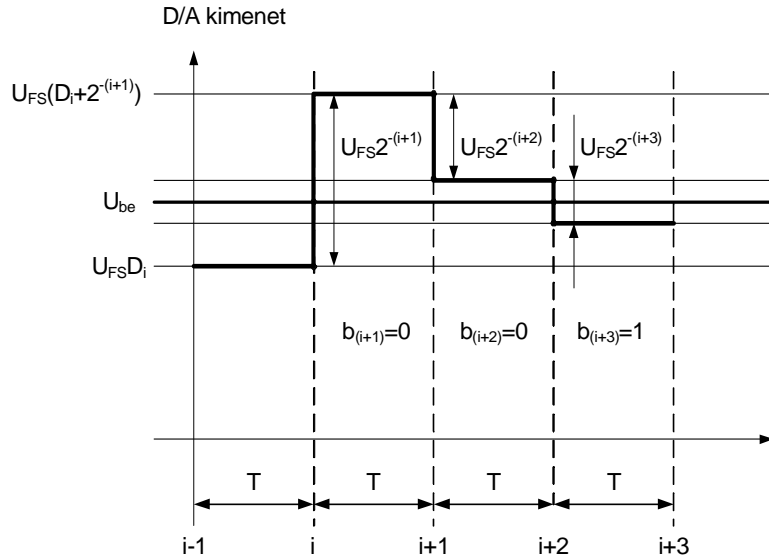 D/A kimenet
U_FS(D_i+2^-(i+1))
U_FS2^-(i+1)
U_FS2^-(i+2)
U_FS2^-(i+3)
U_be
U_FSD_i
b_(i+1)=0
b_(i+2)=0
b_(i+3)=1
T
T
T
T
i-1
i
i+1
i+2
i+3